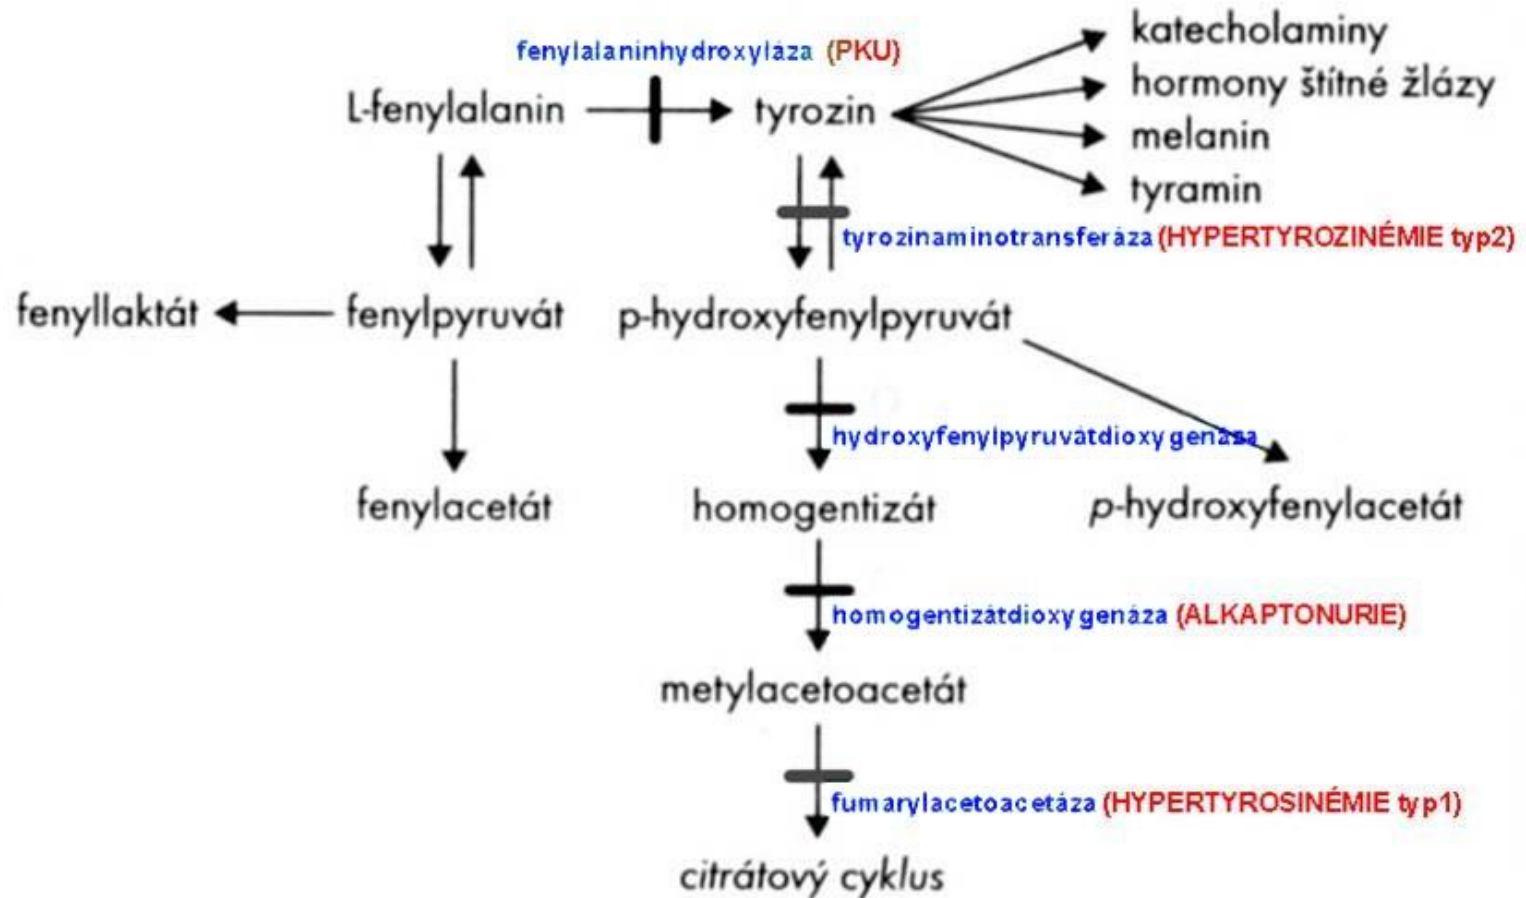 katecholaminy
fenylalaninhydroxyláza (PKU)
hormony štítné žlázy
L-fenylalanin
tyrozin
melanin
tyramin
tyrozinaminotransferáza (HYPERTYROZINÉMIE typ2)
fenyllaktát
fenylpyruvát
p-hydroxyfenylpyruvát
hydroxyfenylpyruvátdioxygenáza
fenylacetát
homogentizát
p-hydroxyfenylacetát
homogentizátdioxygenáza (ALKAPTONURIE)
metylacetoacetát
fumarylacetoacetáza (HYPERTYROSINÉMIE typ1)
citrátový cyklus